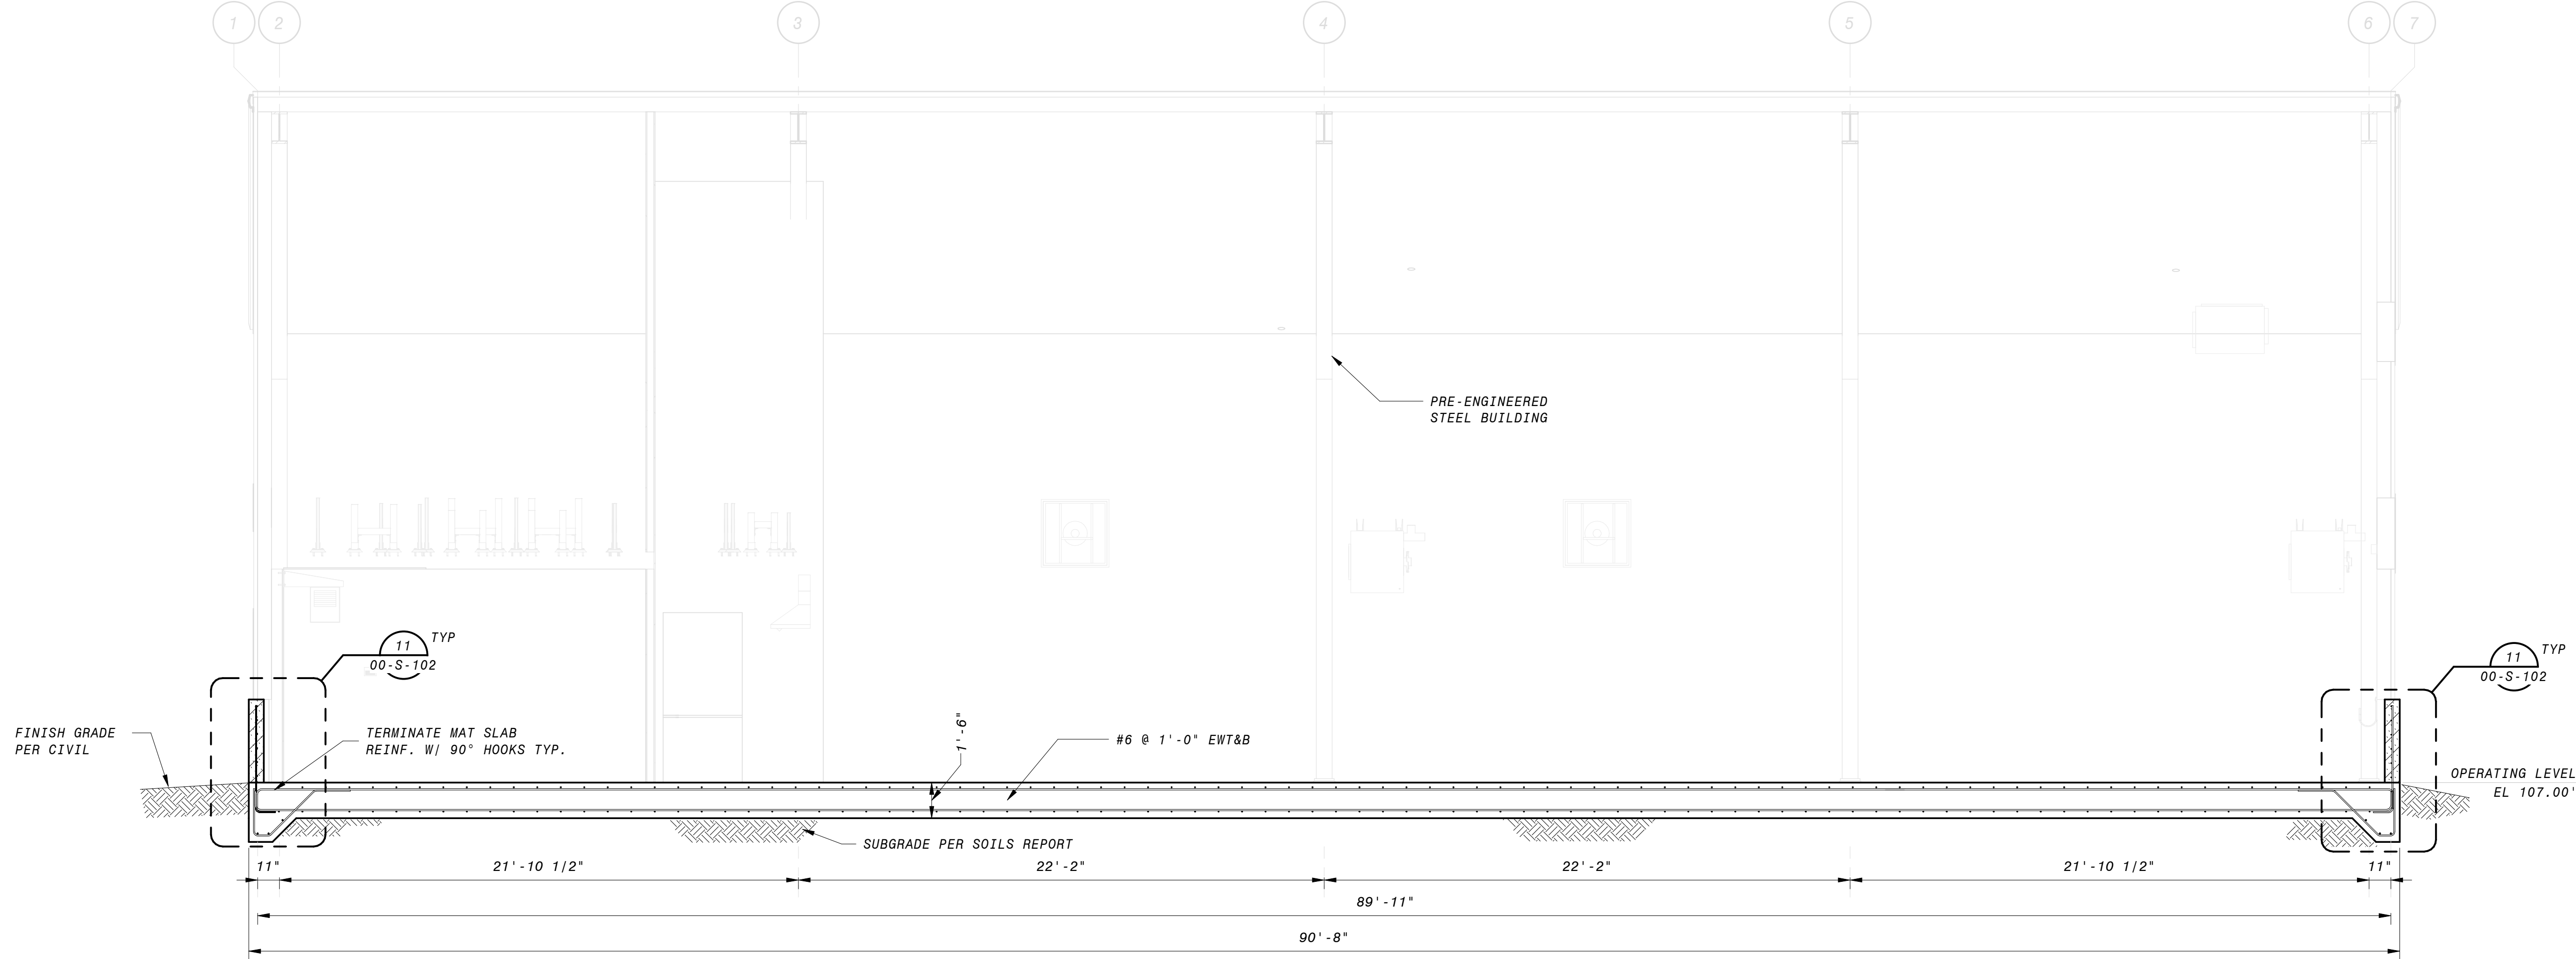 1
2
3
4
5
6
7
PRE-ENGINEERED
STEEL BUILDING
11
TYP
00-S-102
11
TYP
00-S-102
FINISH GRADE
PER CIVIL
TERMINATE MAT SLAB
REINF. W/ 90° HOOKS TYP.
1'-6"
#6 @ 1'-0" EWT&B
OPERATING LEVEL
EL 107.00'
SUBGRADE PER SOILS REPORT
11"
21'-10 1/2"
22'-2"
22'-2"
21'-10 1/2"
11"
89'-11"
90'-8"